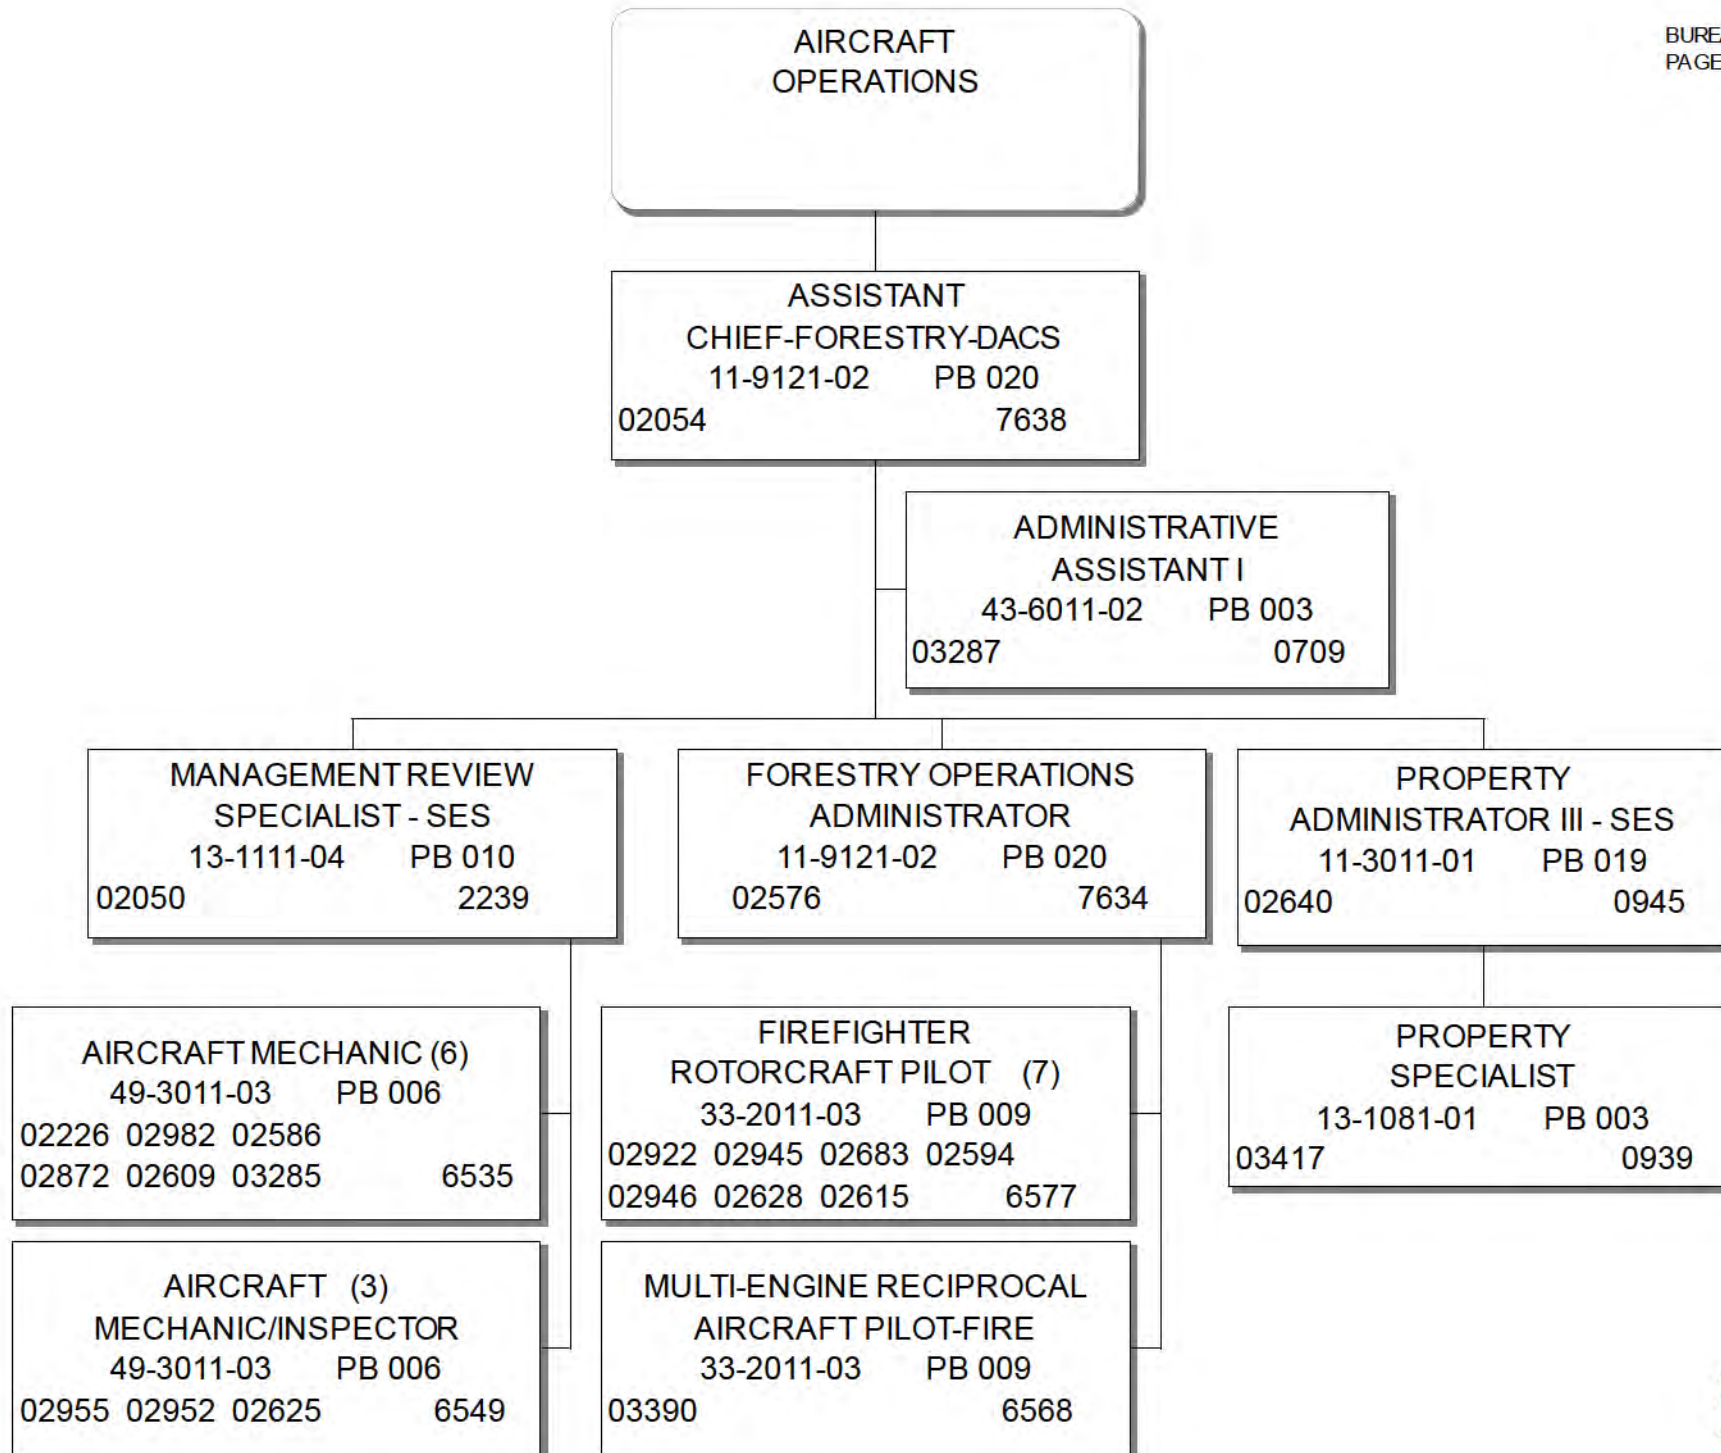 AIRCRAFT
OPERATIONS
ASSISTANT
CHIEF-FORESTRY-DACS
11-9121-02 PB 020
02054 7638
ADMINISTRATIVE
ASSISTANT I
43-6011-02 PB 003
03287 0709
MANAGEMENT REVIEW
SPECIALIST - SES
13-1111-04 PB 010
02050 2239
FORESTRY OPERATIONS
ADMINISTRATOR
11-9121-02 PB 020
02576 7634
PROPERTY
ADMINISTRATOR III - SES
11-3011-01 PB 019
02640 0945
AIRCRAFT MECHANIC (6)
49-3011-03 PB 006
02226 02982 02586
02872 02609 03285 6535
FIREFIGHTER
ROTORCRAFT PILOT (7)
33-2011-03 PB 009
02922 02945 02683 02594
02946 02628 02615 6577
PROPERTY
SPECIALIST
13-1081-01 PB 003
03417 0939
AIRCRAFT (3)
MECHANIC/INSPECTOR
49-3011-03 PB 006
02955 02952 02625 6549
MULTI-ENGINE RECIPROCAL
AIRCRAFT PILOT-FIRE
33-2011-03 PB 009
03390 6568
PAGE